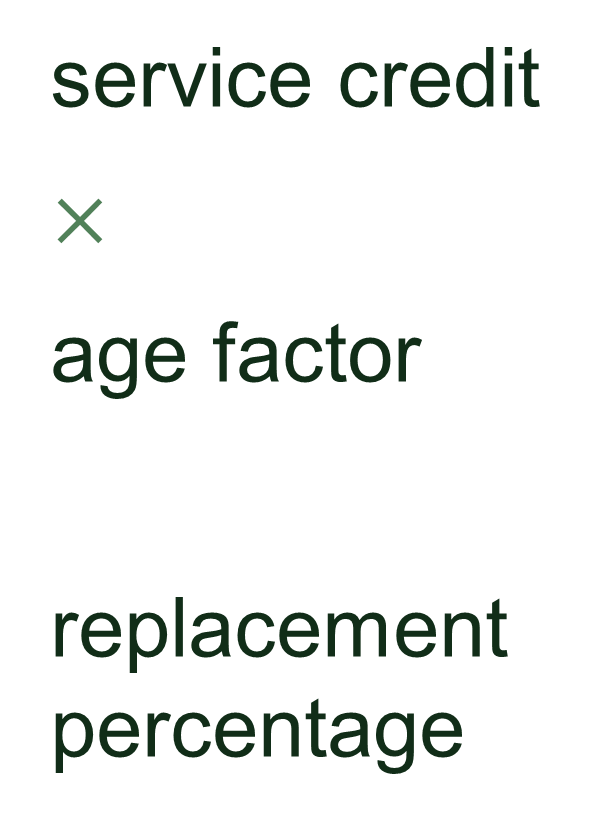 service credit
×
age factor
replacement
percentage